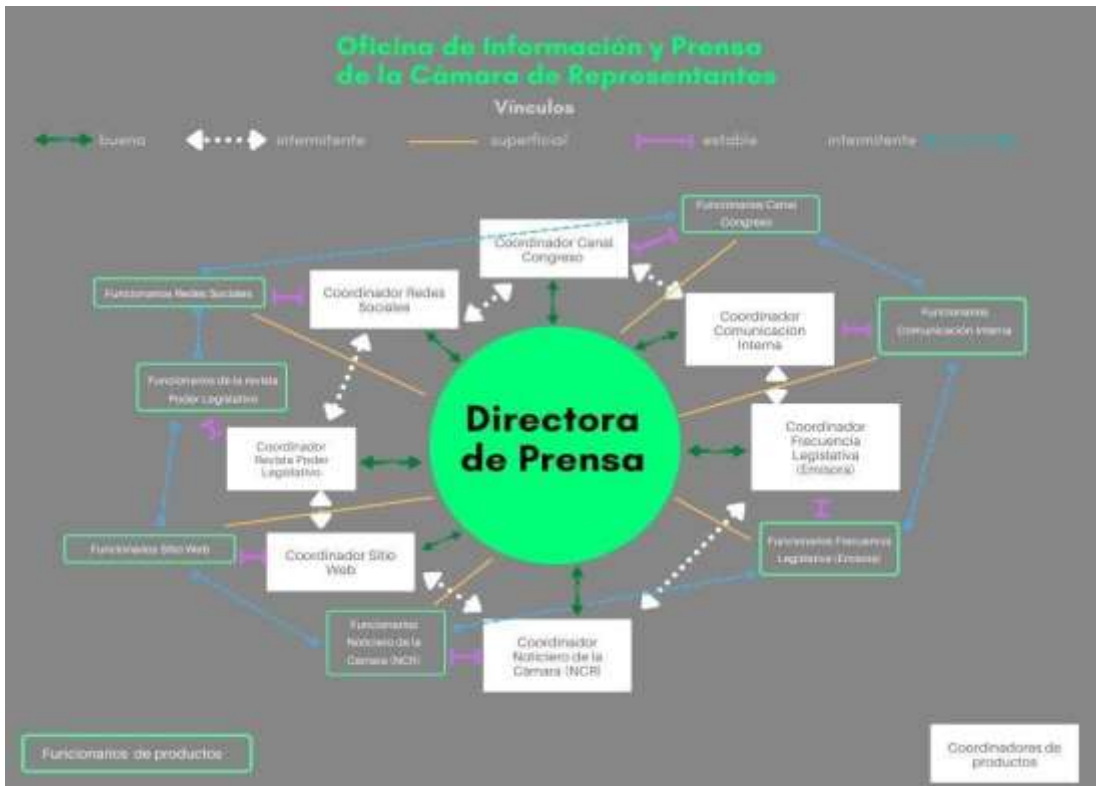 Oficina de Información y Prensa
de la Cámara de Representantes
Vínculos
buena
intermitente
superficial
estable
intermitente
Funcionarios Canal
Congreso
Coordinador Canal
Congreso
Funcionarios Redes Sociales
Coordinador Redes
Sociales
Coordinador
Comunicación
Interna
Funcionarios
Comunicación Interna
Funcionarios de la revista
Poder Legislativo
Directora
de Prensa
Coordinador
Revista Poder
Legislativo
Coordinador
Frecuencia
Legislativa
(Emisora)
Funcionarios Sitio Web
Coordinador Sitio
Web
Funcionarios Frecuencia
Legislativa (Emisora)
Funcionarios
Noticiero de la
Cámara (NCR)
Coordinador
Noticiero de la
Cámara (NCR)
Funcionarios de productos
Coordinadores de
productos